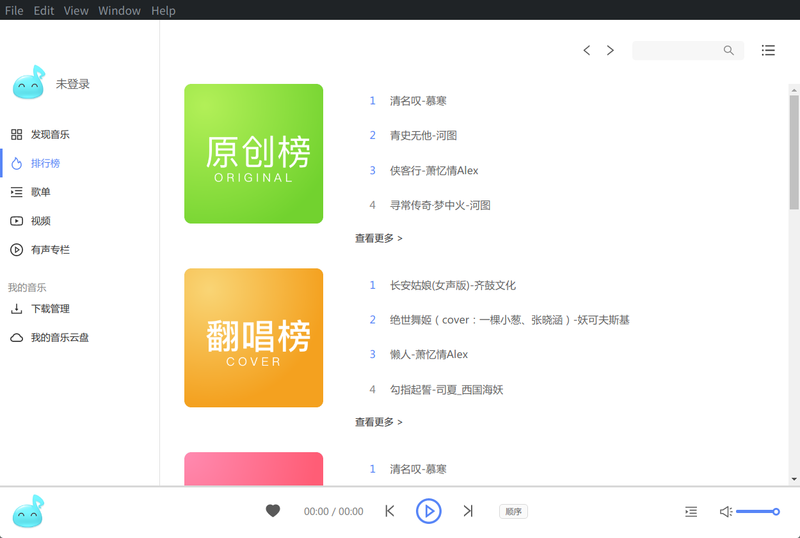 File Edit View Window Help
未登录
发现音乐
排行榜
歌单
视频
有声专栏
我的音乐
下载管理
我的音乐云盘
原创榜
ORIGINAL
1 清名叹-慕寒
2 青史无他-河图
3 侠客行-萧忆情Alex
4 寻常传奇·梦中火-河图
查看更多 >
翻唱榜
COVER
1 长安姑娘(女声版)-齐鼓文化
2 绝世舞姬（cover：一棵小葱、张晓涵）-妖可夫斯基
3 懒人-萧忆情Alex
4 勾指起誓-司夏_西国海妖
查看更多 >
1 清名叹-慕寒
00:00 / 00:00
顺序